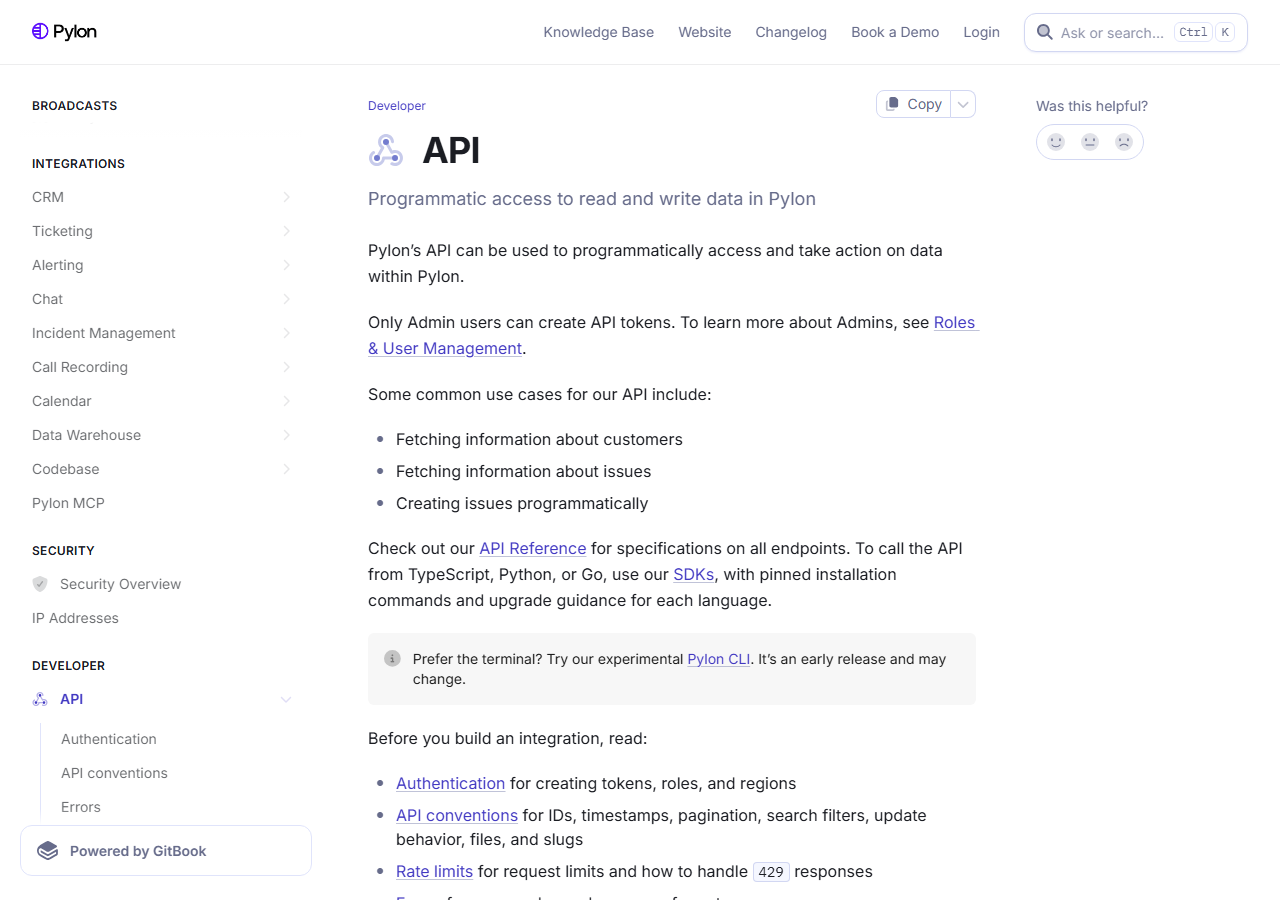 Pylon
Knowledge Base
Website
Changelog
Book a Demo
Login
Ask or search...
Ctrl
K
BROADCASTS
INTEGRATIONS
CRM
Ticketing
Alerting
Chat
Incident Management
Call Recording
Calendar
Data Warehouse
Codebase
Pylon MCP
SECURITY
Security Overview
IP Addresses
DEVELOPER
API
Authentication
API conventions
Errors
Powered by GitBook
Developer
Copy
API
Programmatic access to read and write data in Pylon
Pylon’s API can be used to programmatically access and take action on data
within Pylon.
Only Admin users can create API tokens. To learn more about Admins, see Roles
& User Management.
Some common use cases for our API include:
• Fetching information about customers
• Fetching information about issues
• Creating issues programmatically
Check out our API Reference for specifications on all endpoints. To call the API
from TypeScript, Python, or Go, use our SDKs, with pinned installation
commands and upgrade guidance for each language.
Prefer the terminal? Try our experimental Pylon CLI. It’s an early release and may
change.
Before you build an integration, read:
• Authentication for creating tokens, roles, and regions
• API conventions for IDs, timestamps, pagination, search filters, update
behavior, files, and slugs
• Rate limits for request limits and how to handle 429 responses
Was this helpful?